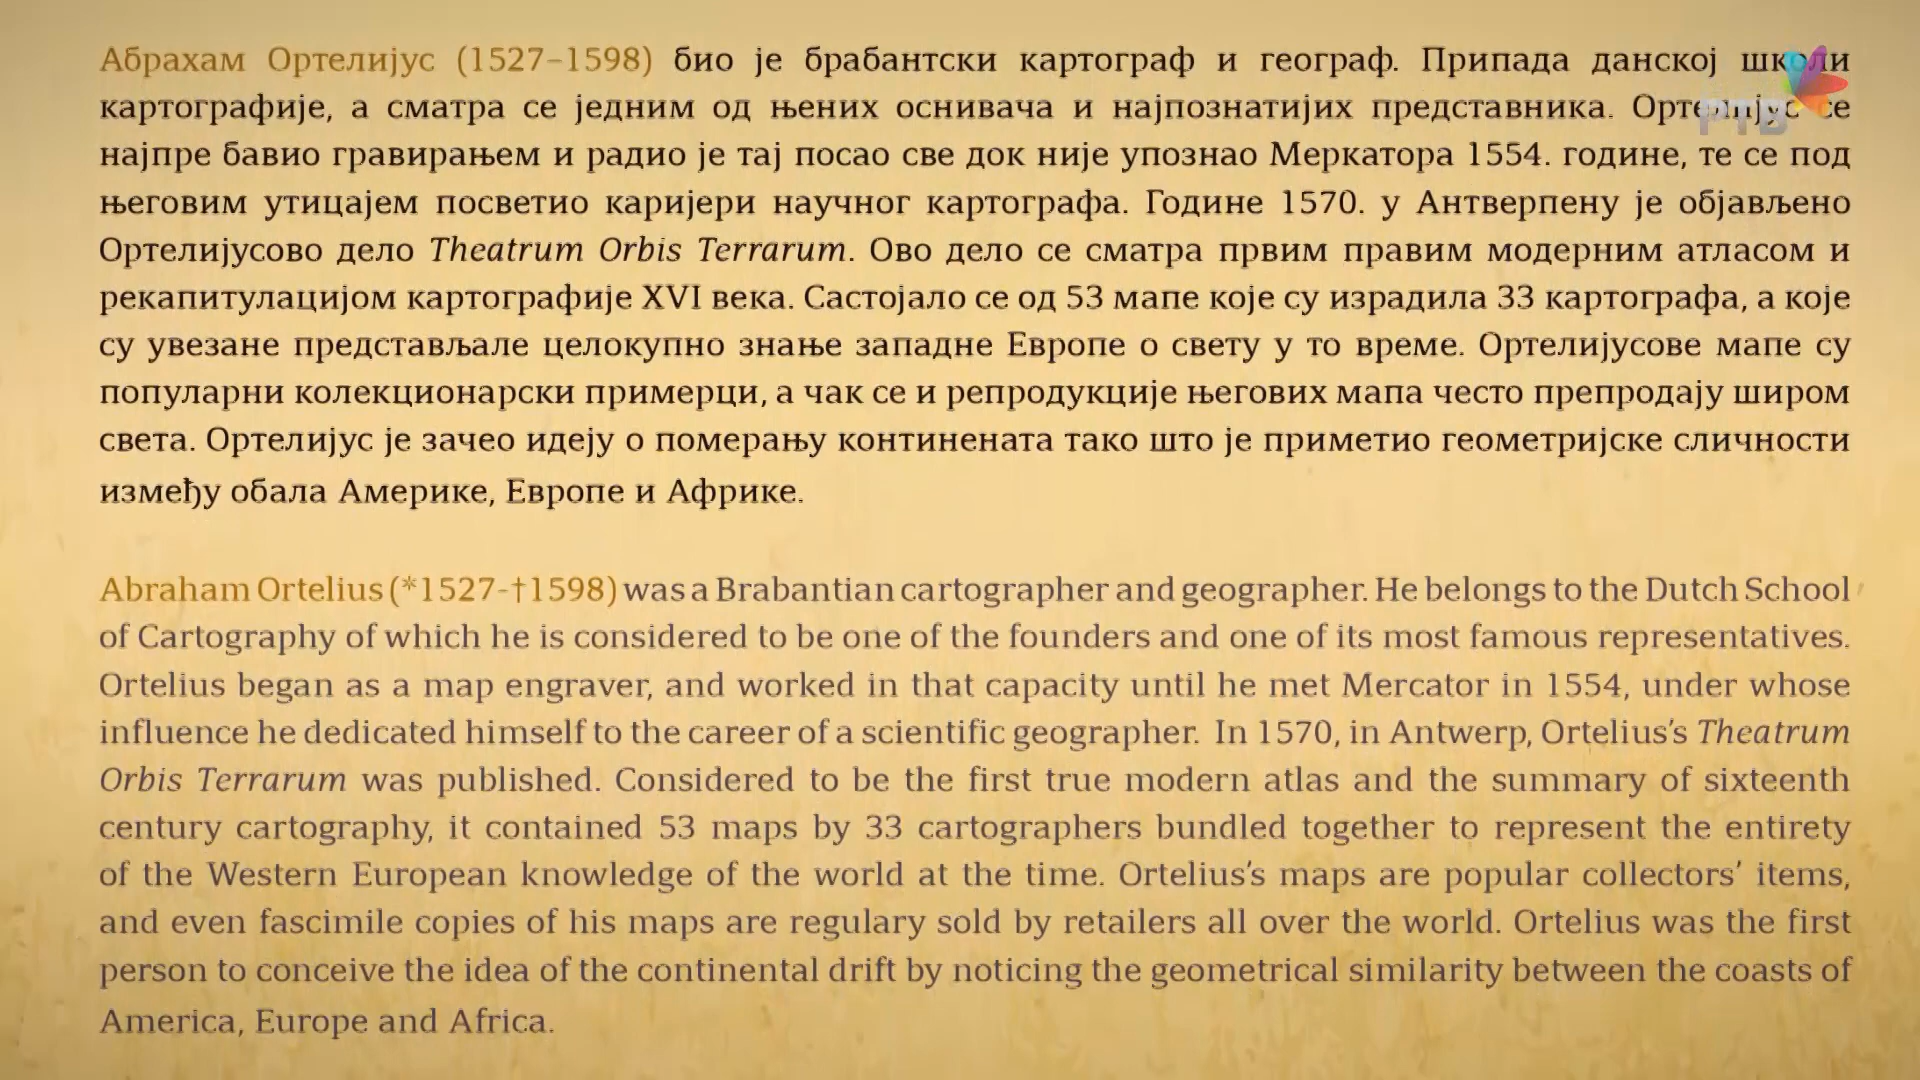 Абрахам Ортелијус (1527–1598) био је брабантски картограф и географ. Припада данској школи
картографије, а сматра се једним од њених оснивача и најпознатијих представника. Ортелијус се
РТВ
најпре бавио гравирањем и радио је тај посао све док није упознао Меркатора 1554. године, те се под
његовим утицајем посветио каријери научног картографа. Године 1570. у Антверпену је објављено
Ортелијусово дело Theatrum Orbis Terrarum. Ово дело се сматра првим правим модерним атласом и
рекапитулацијом картографије XVI века. Састојало се од 53 мапе које су израдила 33 картографа, а које
су увезане представљале целокупно знање западне Европе о свету у то време. Ортелијусове мапе су
популарни колекционарски примерци, а чак се и репродукције његових мапа често препродају широм
света. Ортелијус је зачео идеју о померању континената тако што је приметио геометријске сличности
између обала Америке, Европе и Африке.
Abraham Ortelius (*1527-†1598) was a Brabantian cartographer and geographer. He belongs to the Dutch School
of Cartography of which he is considered to be one of the founders and one of its most famous representatives.
Ortelius began as a map engraver, and worked in that capacity until he met Mercator in 1554, under whose
influence he dedicated himself to the career of a scientific geographer. In 1570, in Antwerp, Ortelius's Theatrum
Orbis Terrarum was published. Considered to be the first true modern atlas and the summary of sixteenth
century cartography, it contained 53 maps by 33 cartographers bundled together to represent the entirety
of the Western European knowledge of the world at the time. Ortelius's maps are popular collectors' items,
and even fascimile copies of his maps are regulary sold by retailers all over the world. Ortelius was the first
person to conceive the idea of the continental drift by noticing the geometrical similarity between the coasts of
America, Europe and Africa.